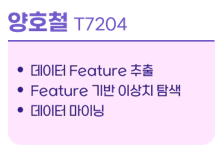 양호철 T7204
• 데이터 Feature 추출
• Feature 기반 이상치 탐색
• 데이터 마이닝